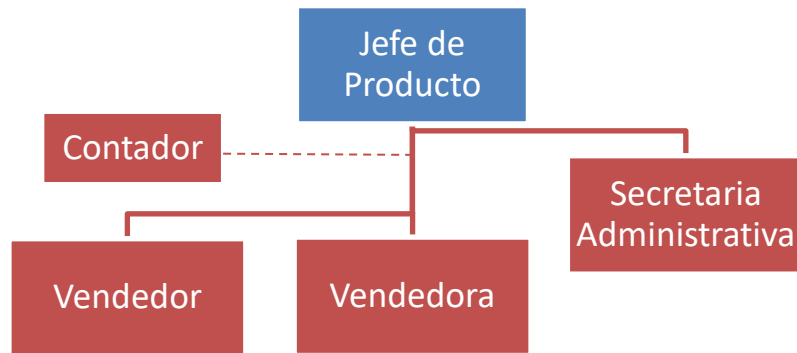 Jefe de
Producto
Contador
Secretaria
Administrativa
Vendedor
Vendedora